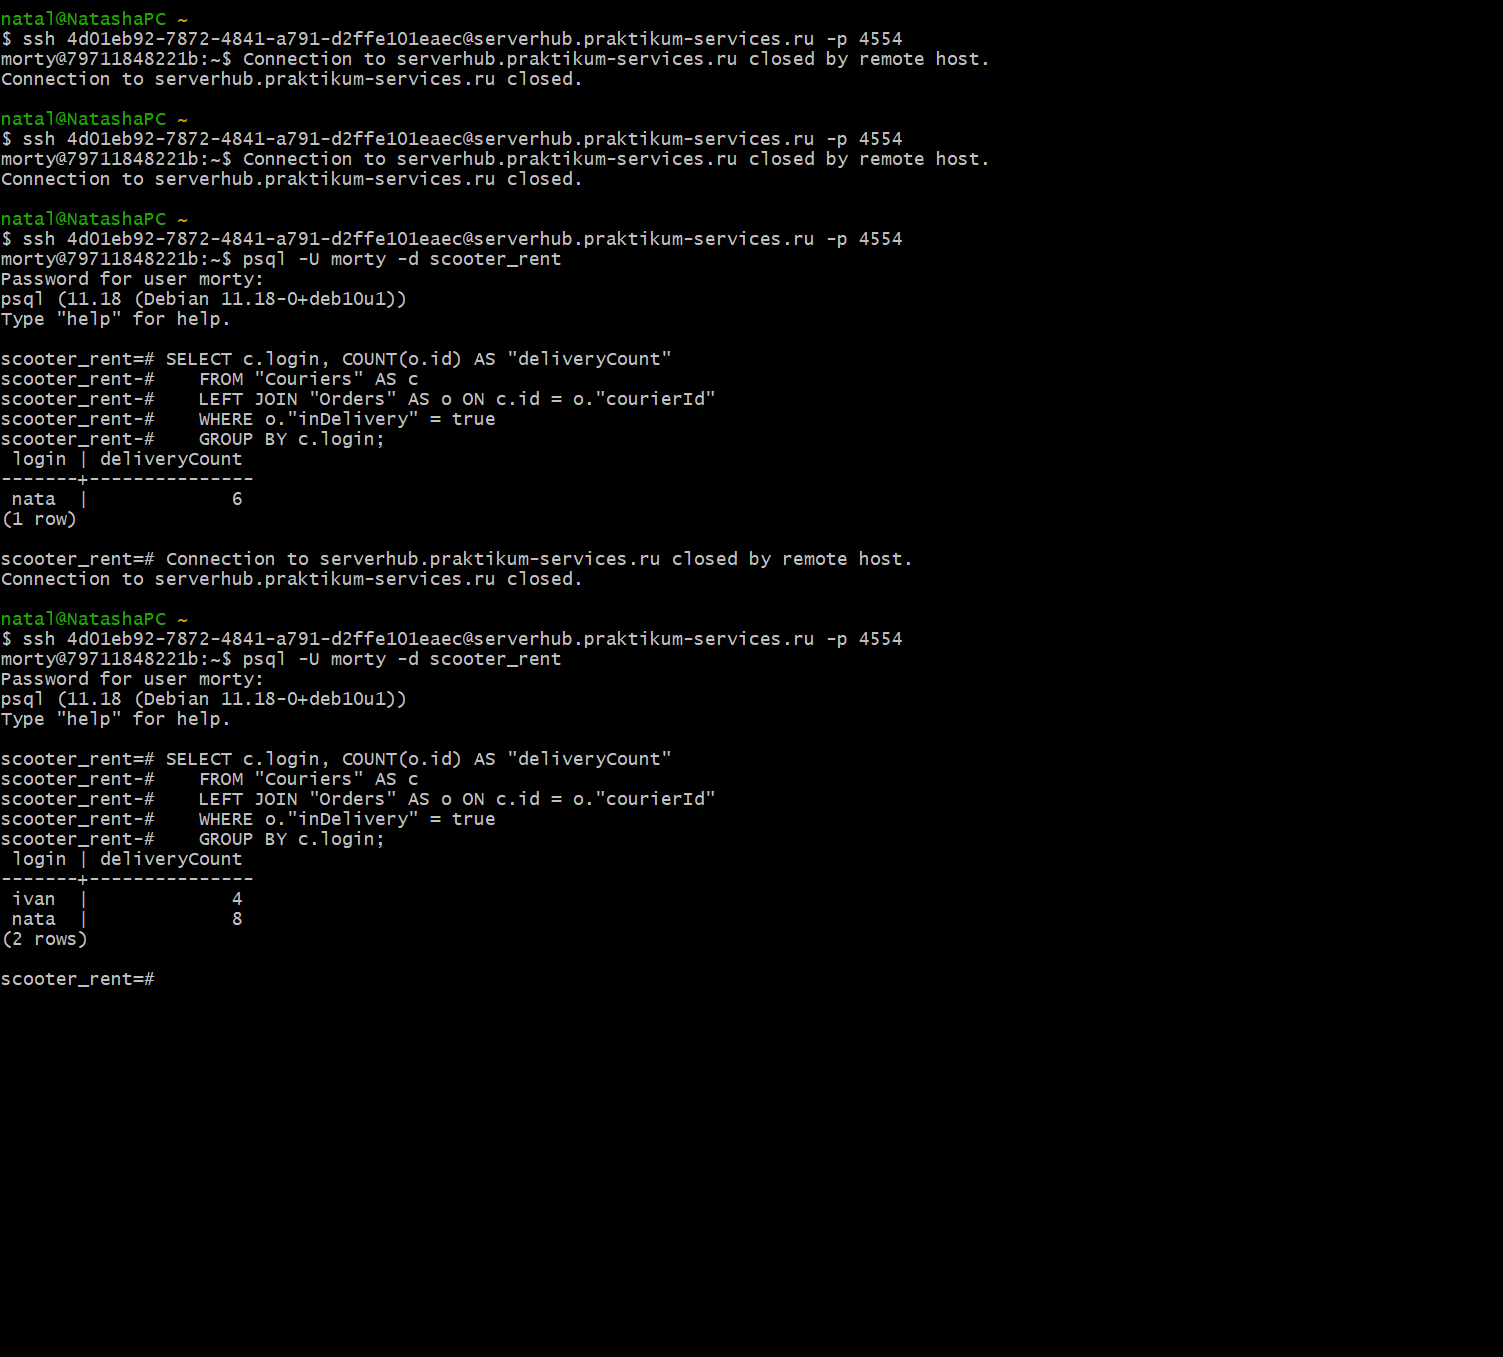 natal@NatashaPC ~
$ ssh 4d01eb92-7872-4841-a791-d2ffe101eaec@serverhub.praktikum-services.ru -p 4554
morty@79711848221b:~$ Connection to serverhub.praktikum-services.ru closed by remote host.
Connection to serverhub.praktikum-services.ru closed.

natal@NatashaPC ~
$ ssh 4d01eb92-7872-4841-a791-d2ffe101eaec@serverhub.praktikum-services.ru -p 4554
morty@79711848221b:~$ Connection to serverhub.praktikum-services.ru closed by remote host.
Connection to serverhub.praktikum-services.ru closed.

natal@NatashaPC ~
$ ssh 4d01eb92-7872-4841-a791-d2ffe101eaec@serverhub.praktikum-services.ru -p 4554
morty@79711848221b:~$ psql -U morty -d scooter_rent
Password for user morty:
psql (11.18 (Debian 11.18-0+deb10u1))
Type "help" for help.

scooter_rent=# SELECT c.login, COUNT(o.id) AS "deliveryCount"
scooter_rent-#    FROM "Couriers" AS c
scooter_rent-#    LEFT JOIN "Orders" AS o ON c.id = o."courierId"
scooter_rent-#    WHERE o."inDelivery" = true
scooter_rent-#    GROUP BY c.login;
 login | deliveryCount
-------+---------------
 nata  |             6
(1 row)

scooter_rent=# Connection to serverhub.praktikum-services.ru closed by remote host.
Connection to serverhub.praktikum-services.ru closed.

natal@NatashaPC ~
$ ssh 4d01eb92-7872-4841-a791-d2ffe101eaec@serverhub.praktikum-services.ru -p 4554
morty@79711848221b:~$ psql -U morty -d scooter_rent
Password for user morty:
psql (11.18 (Debian 11.18-0+deb10u1))
Type "help" for help.

scooter_rent=# SELECT c.login, COUNT(o.id) AS "deliveryCount"
scooter_rent-#    FROM "Couriers" AS c
scooter_rent-#    LEFT JOIN "Orders" AS o ON c.id = o."courierId"
scooter_rent-#    WHERE o."inDelivery" = true
scooter_rent-#    GROUP BY c.login;
 login | deliveryCount
-------+---------------
 ivan  |             4
 nata  |             8
(2 rows)

scooter_rent=#